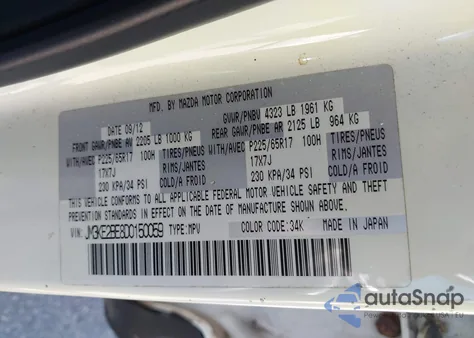 MFD. BY MAZDA MOTOR CORPORATION
DATE 09/12 GVWR/PNBV 4323 LB 1961 KG
FRONT GAWR/PNBE AV 2205 LB 1000 KG REAR GAWR/PNBE AR 2125 LB 964 KG
WITH/AVEC P225/65R17 100H TIRES/PNEUS WITH/AVEC P225/65R17 100H TIRES/PNEUS
17X7J RIMS/JANTES 17X7J RIMS/JANTES
230 KPA/34 PSI COLD/A FROID 230 KPA/34 PSI COLD/A FROID
THIS VEHICLE CONFORMS TO ALL APPLICABLE FEDERAL MOTOR VEHICLE SAFETY AND THEFT
PREVENTION STANDARDS IN EFFECT ON THE DATE OF MANUFACTURE SHOWN ABOVE.
VIN: JM3KE2BE8D0150059 TYPE:MPV COLOR CODE:34K MADE IN JAPAN
autoSnap